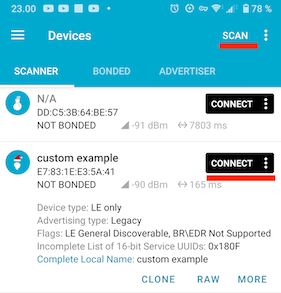 23.00 78 %
Devices SCAN
SCANNER BONDED ADVERTISER
N/A
DD:C5:3B:64:BE:57
NOT BONDED -91 dBm 7803 ms
CONNECT
custom example
E7:83:1E:E3:5A:41
NOT BONDED -90 dBm 165 ms
CONNECT
Device type: LE only
Advertising type: Legacy
Flags: LE General Discoverable, BR\EDR Not Supported
Incomplete List of 16-bit Service UUIDs: 0x180F
Complete Local Name: custom example
CLONE RAW MORE